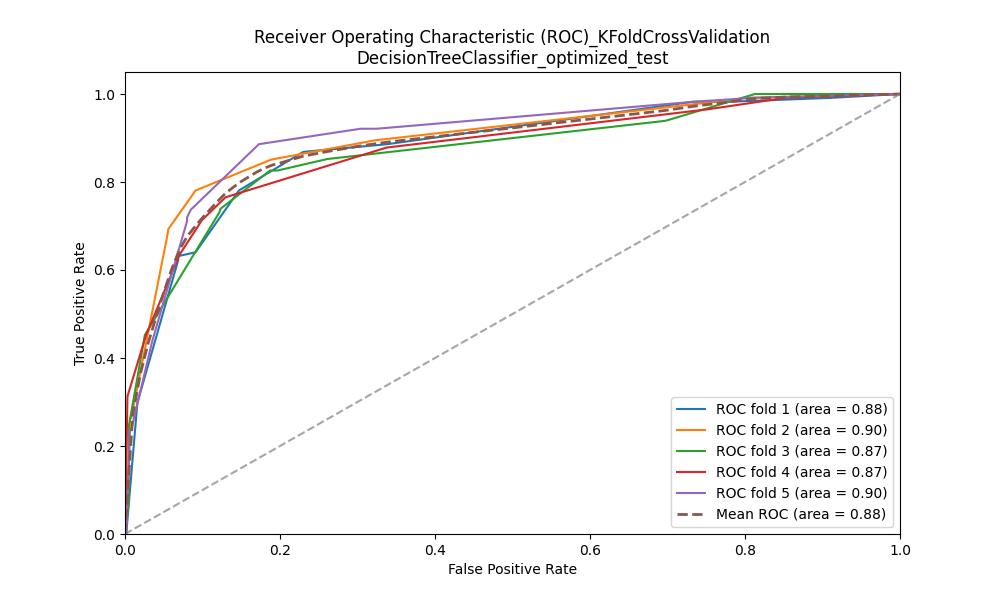 Receiver Operating Characteristic (ROC)_KFoldCrossValidation
DecisionTreeClassifier_optimized_test
True Positive Rate
1.0
0.8
0.6
0.4
0.2
0.0
0.0
0.2
0.4
0.6
0.8
1.0
False Positive Rate
ROC fold 1 (area = 0.88)
ROC fold 2 (area = 0.90)
ROC fold 3 (area = 0.87)
ROC fold 4 (area = 0.87)
ROC fold 5 (area = 0.90)
Mean ROC (area = 0.88)